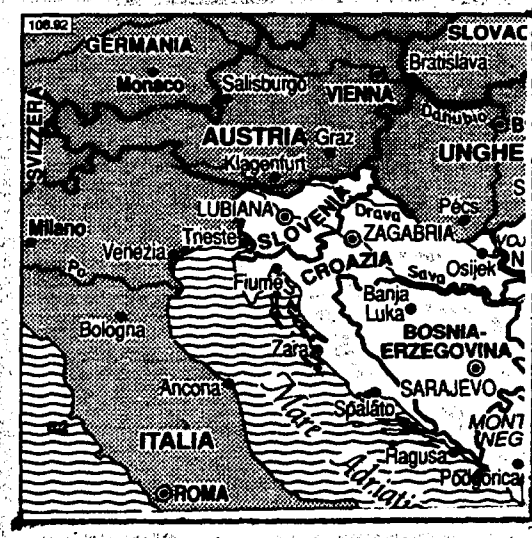 108.92
SLOVAC
GERMANIA
Bratislava
Monaco
Salisburgo
VIENNA
SVIZZERA
Danubio
B
AUSTRIA
Graz
UNGHE
Klagenfurt
S
LUBIANA
SLOVENIA
Drava
Pécs
Milano
Trieste
ZAGABRIA
VOJ
Venezia
CROAZIA
Osijek
N
Po
Fiume
Sava
Banja
Luka
Bologna
BOSNIA-
ERZEGOVINA
Zara
Ancona
Mare
Adriati
Spalato
SARAJEVO
MONT
NEG
ITALIA
Ragusa
Podgorica
ROMA